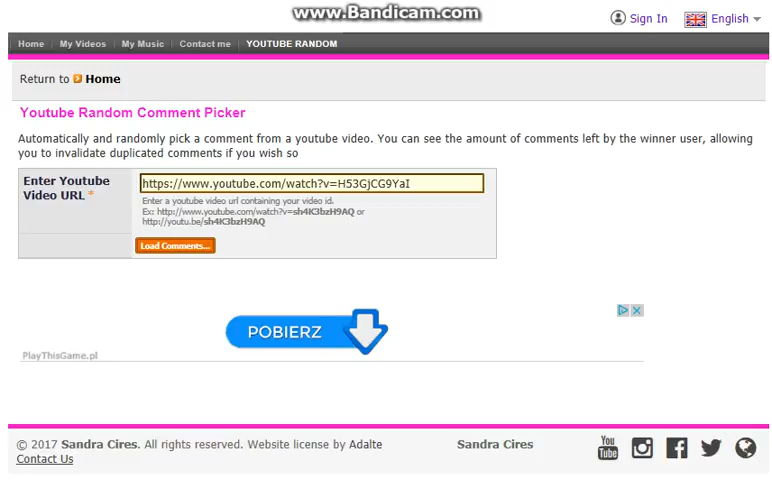 www.Bandicam.com
Sign In
English
Home
My Videos
My Music
Contact me
YOUTUBE RANDOM
Return to Home
Youtube Random Comment Picker
Automatically and randomly pick a comment from a youtube video. You can see the amount of comments left by the winner user, allowing
you to invalidate duplicated comments if you wish so
Enter Youtube
Video URL *
https://www.youtube.com/watch?v=H53GjCG9YaI
Enter a youtube video url containing your video id.
Ex: http://www.youtube.com/watch?v=sh4K3bzH9AQ or
http://youtu.be/sh4K3bzH9AQ
Load Comments...
POBIERZ
PlayThisGame.pl
© 2017 Sandra Cires. All rights reserved. Website license by Adalte
Contact Us
Sandra Cires
You
Tube